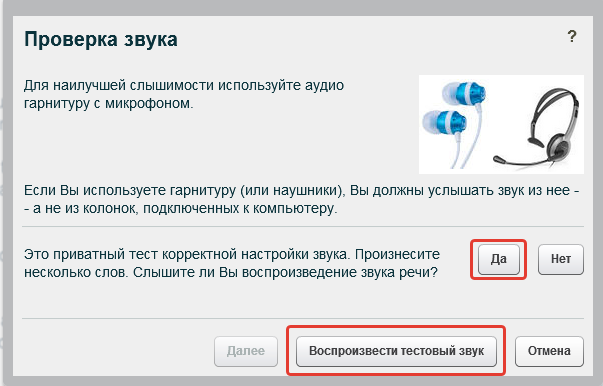 Проверка звука
?
Для наилучшей слышимости используйте аудио
гарнитуру с микрофоном.
Если Вы используете гарнитуру (или наушники), Вы должны услышать звук из нее -
- а не из колонок, подключенных к компьютеру.
Это приватный тест корректной настройки звука. Произнесите
несколько слов. Слышите ли Вы воспроизведение звука речи?
Да
Нет
Далее
Воспроизвести тестовый звук
Отмена